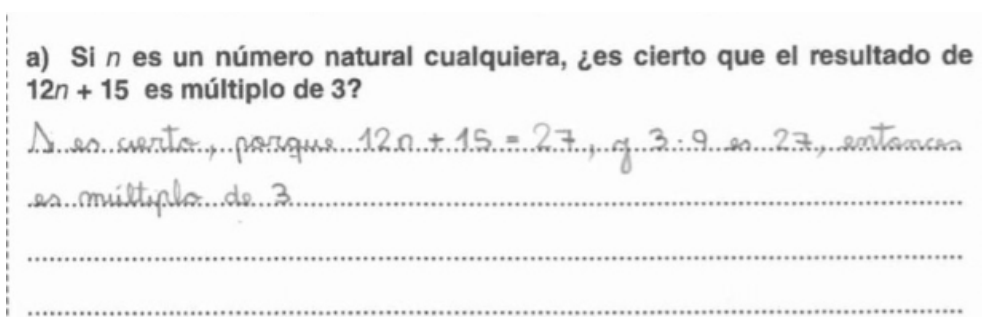 a) Si n es un número natural cualquiera, ¿es cierto que el resultado de
12n + 15 es múltiplo de 3?
Si es cierto, porque 12n + 15 = 27, y 3·9 es 27, entonces
es múltiplo de 3